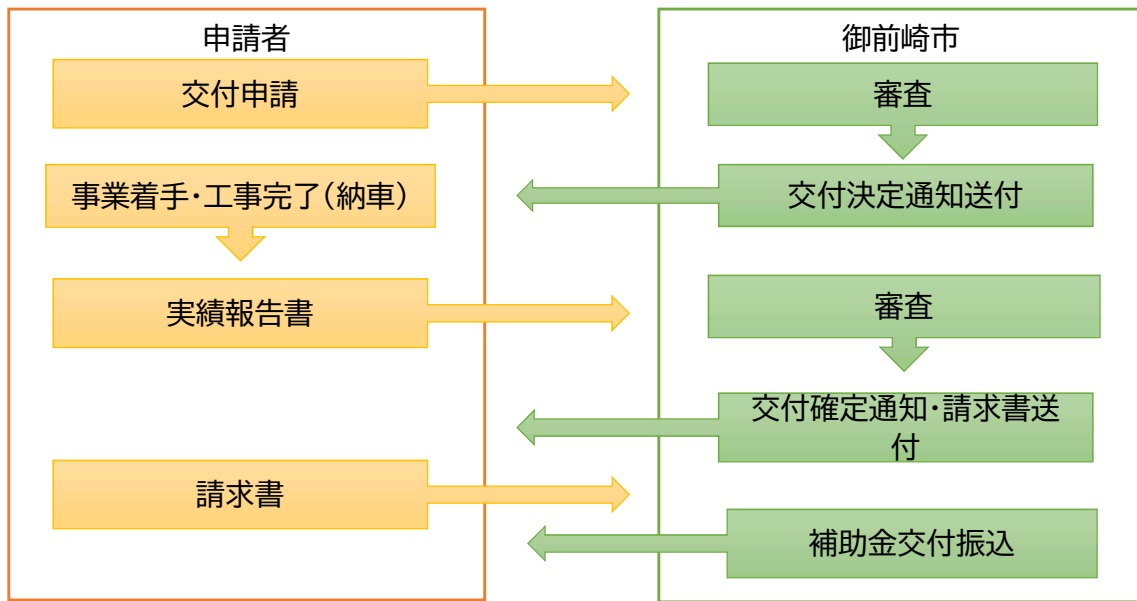 申請者
交付申請
事業着手・工事完了（納車）
実績報告書
請求書
御前崎市
審査
交付決定通知送付
審査
交付確定通知・請求書送
付
補助金交付振込